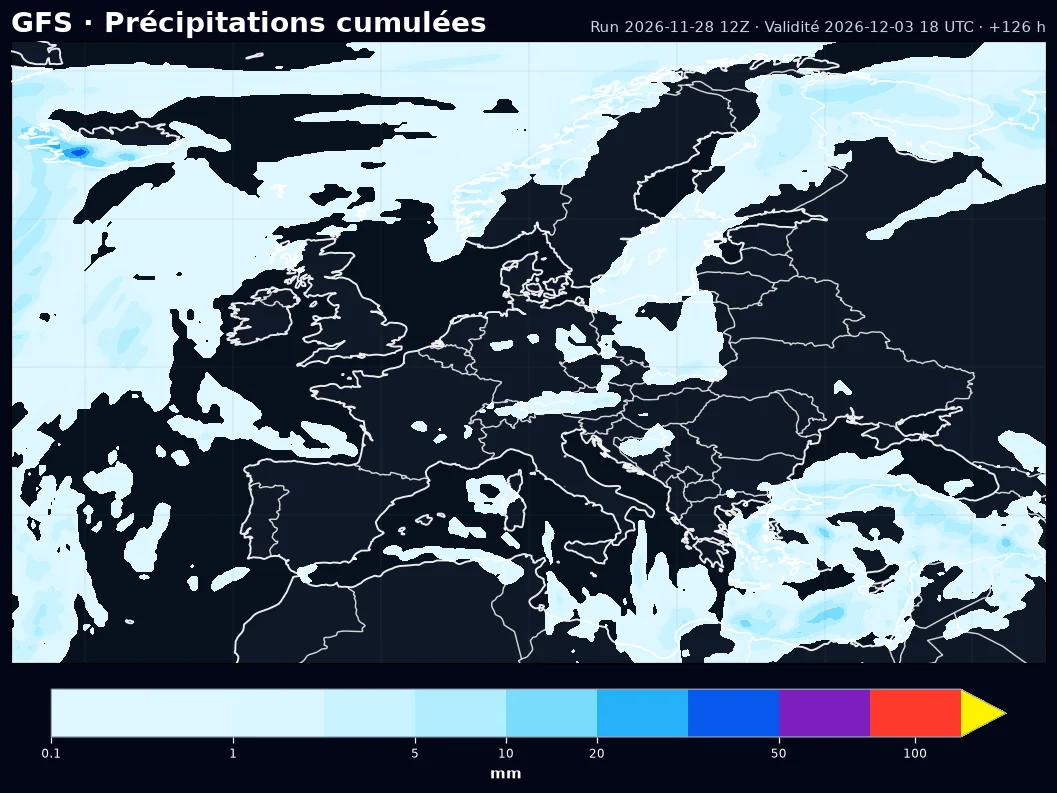 GFS · Précipitations cumulées
Run 2026-11-28 12Z · Validité 2026-12-03 18 UTC · +126 h
0.1 1 5 10 20 50 100
mm